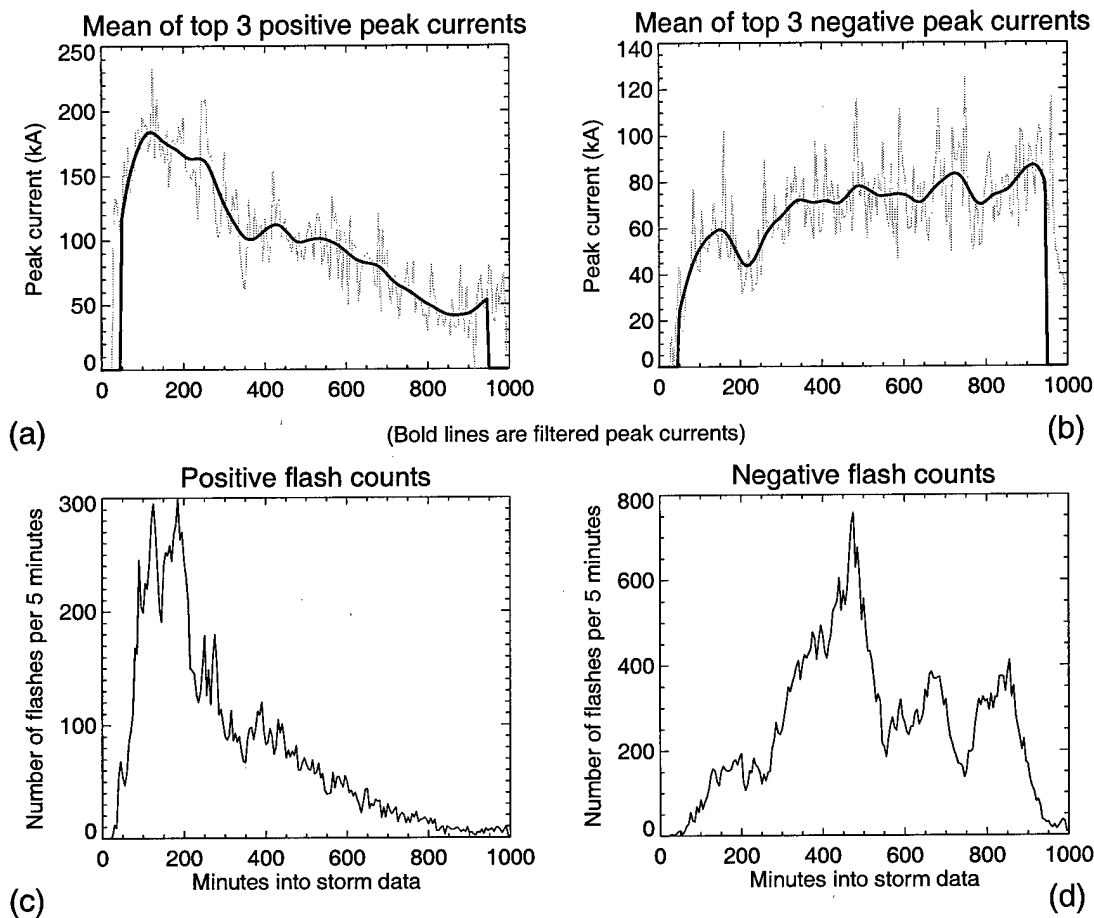 Mean of top 3 positive peak currents
Mean of top 3 negative peak currents
Peak current (kA)
250
200
150
100
50
0
0 200 400 600 800 1000
Peak current (kA)
140
120
100
80
60
40
20
0
0 200 400 600 800 1000
(a)
(Bold lines are filtered peak currents)
(b)
Positive flash counts
Negative flash counts
Number of flashes per 5 minutes
300
200
100
0
0 200 400 600 800 1000
Minutes into storm data
Number of flashes per 5 minutes
800
600
400
200
0
0 200 400 600 800 1000
Minutes into storm data
(c)
(d)